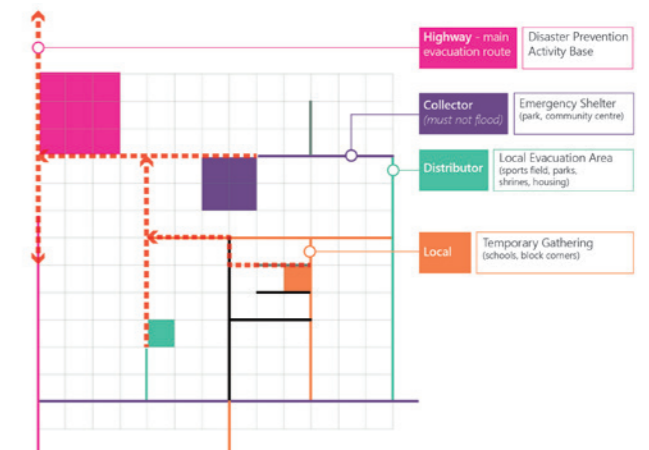 Highway - main
evacuation route
Disaster Prevention
Activity Base
Collector
(must not flood)
Emergency Shelter
(park, community centre)
Distributor
Local Evacuation Area
(sports field, parks,
shrines, housing)
Local
Temporary Gathering
(schools, block corners)